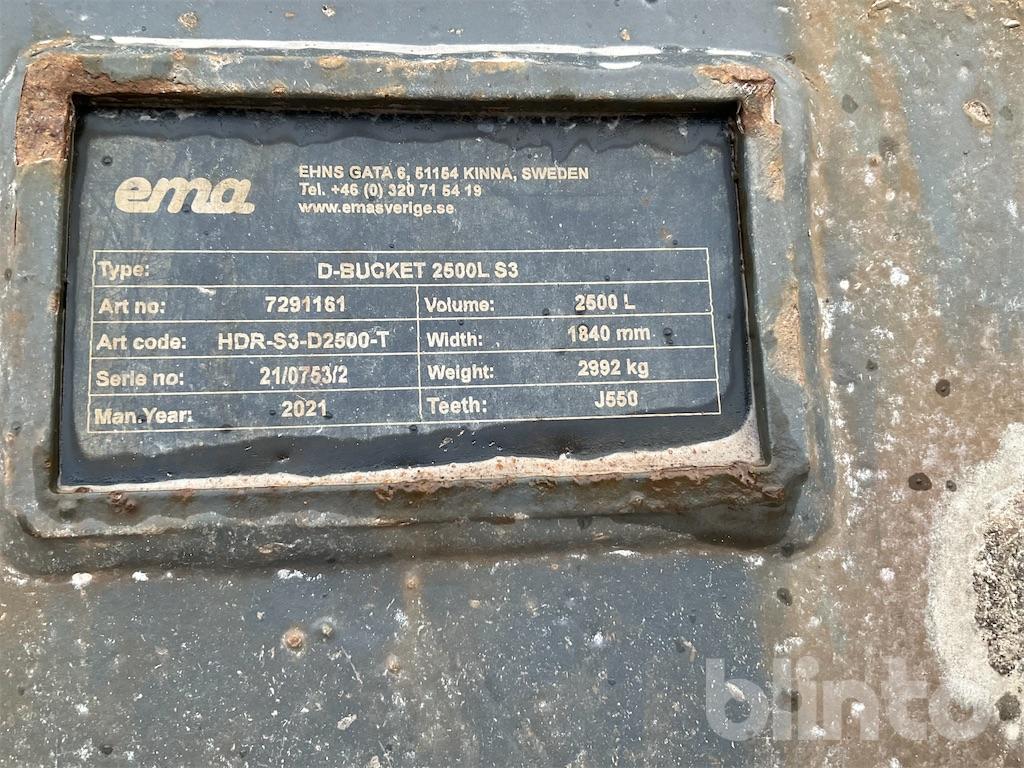 ema
EHNS GATA 6, 51154 KINNA, SWEDEN
Tel. +46 (0) 320 71 54 19
www.emasverige.se
Type: D-BUCKET 2500L S3
Art no: 7291161 Volume: 2500 L
Art code: HDR-S3-D2500-T Width: 1840 mm
Serie no: 21/0753/2 Weight: 2992 kg
Man.Year: 2021 Teeth: J550
blinto